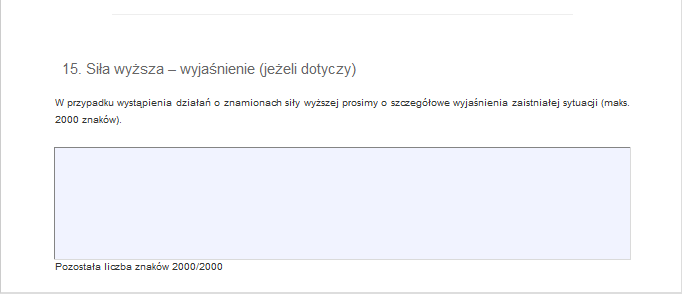 15. Siła wyższa – wyjaśnienie (jeżeli dotyczy)
W przypadku wystąpienia działań o znamionach siły wyższej prosimy o szczegółowe wyjaśnienia zaistniałej sytuacji (maks.
2000 znaków).
Pozostała liczba znaków 2000/2000